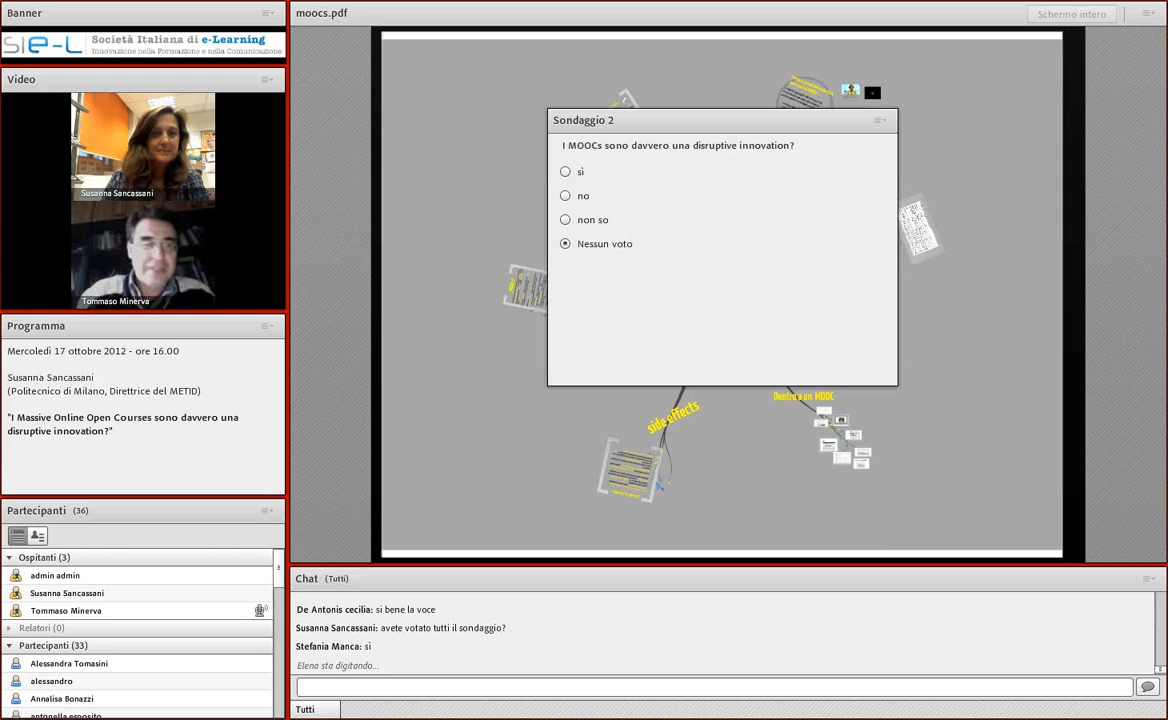 Banner
SIe-L Società Italiana di e-Learning
Innovazione nella Formazione e nella Comunicazione
Video
Susanna Sancassani
Tommaso Minerva
Programma
Mercoledì 17 ottobre 2012 - ore 16.00
Susanna Sancassani
(Politecnico di Milano, Direttrice del METID)
"I Massive Online Open Courses sono davvero una
disruptive innovation?"
Partecipanti (36)
Ospitanti (3)
admin admin
Susanna Sancassani
Tommaso Minerva
Relatori (0)
Partecipanti (33)
Alessandra Tomasini
alessandro
Annalisa Bonazzi
antonella esposito
moocs.pdf
Schermo intero
Sondaggio 2
I MOOCs sono davvero una disruptive innovation?
sì
no
non so
Nessun voto
side effects
Dentro a un MOOC
Chat (Tutti)
De Antonis cecilia: si bene la voce
Susanna Sancassani: avete votato tutti il sondaggio?
Stefania Manca: sì
Elena sta digitando...
Tutti